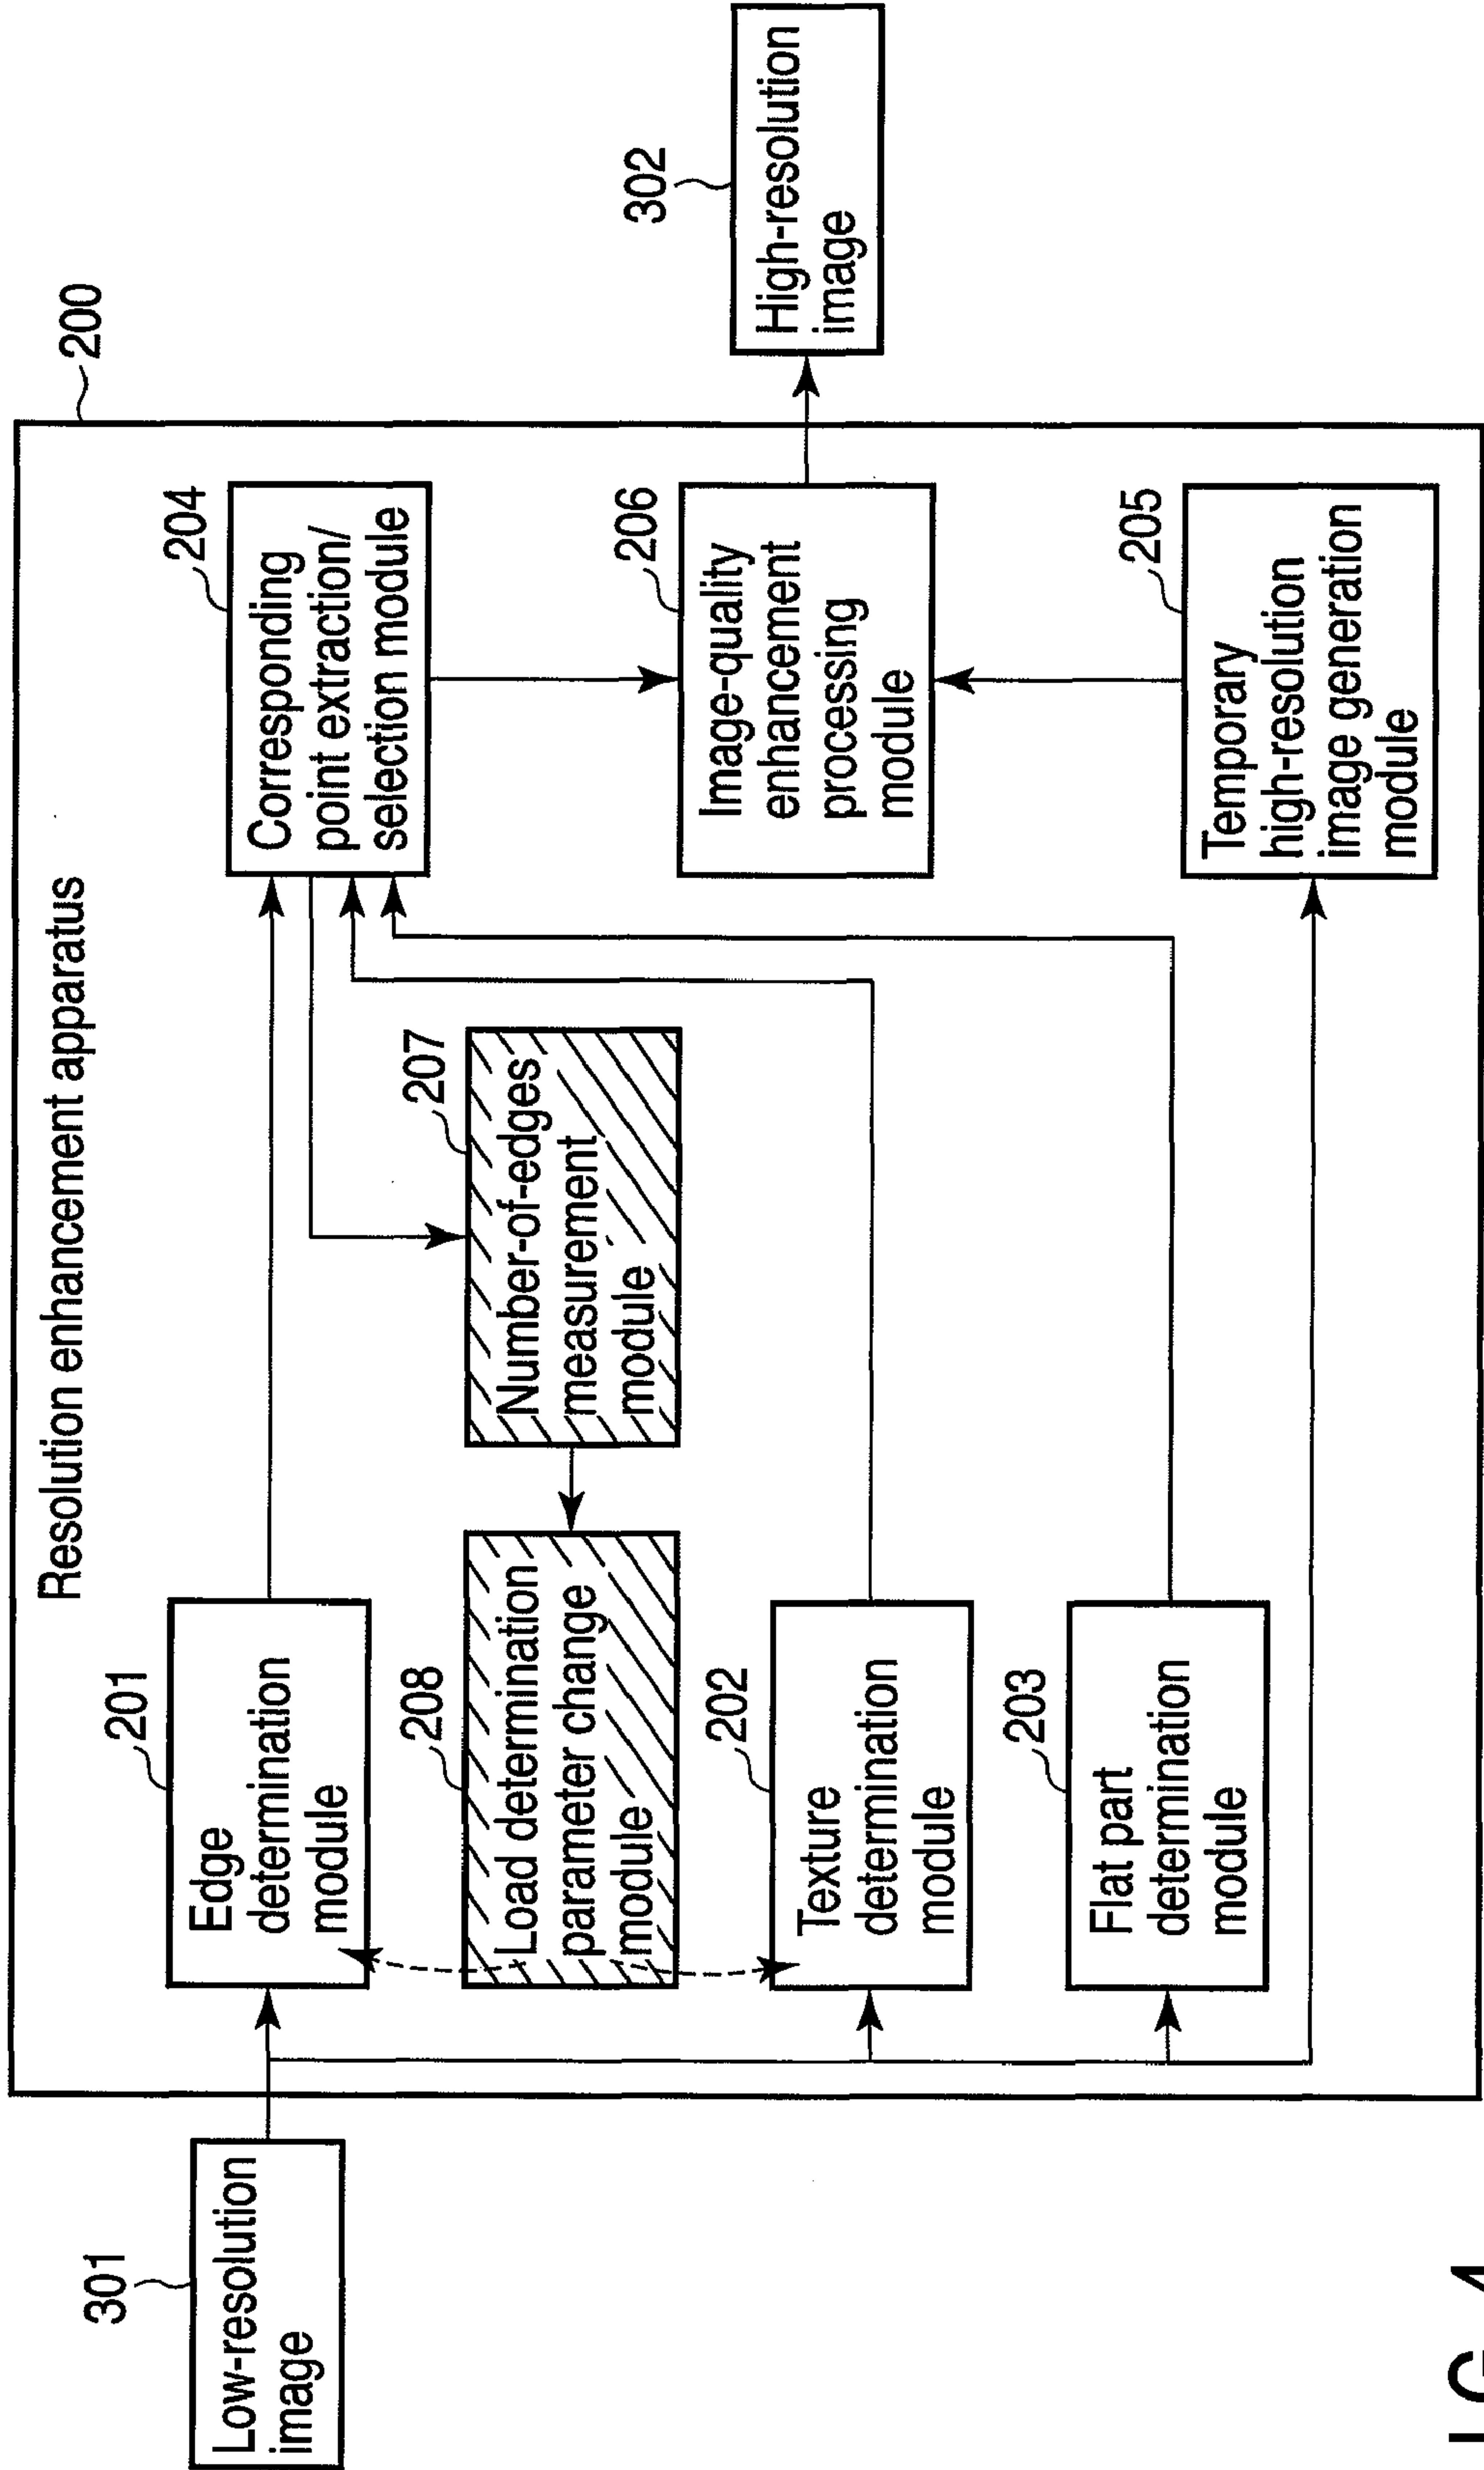 Resolution enhancement apparatus
200
301
Low-resolution
image
201
Edge
determination
module
208
Load determination
parameter change
module
207
Number-of-edges
measurement
module
202
Texture
determination
module
203
Flat part
determination
module
204
Corresponding
point extraction/
selection module
206
Image-quality
enhancement
processing
module
205
Temporary
high-resolution
image generation
module
302
High-resolution
image